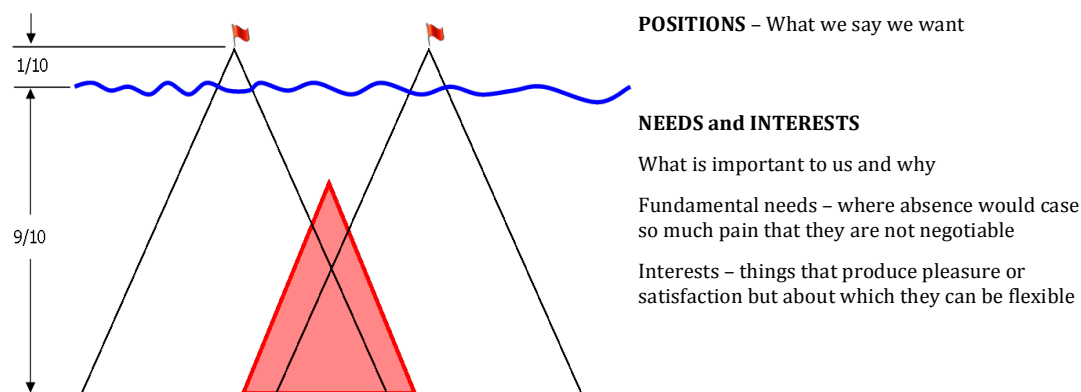 POSITIONS – What we say we want
1/10
NEEDS and INTERESTS
What is important to us and why
Fundamental needs – where absence would case
so much pain that they are not negotiable
9/10
Interests – things that produce pleasure or
satisfaction but about which they can be flexible